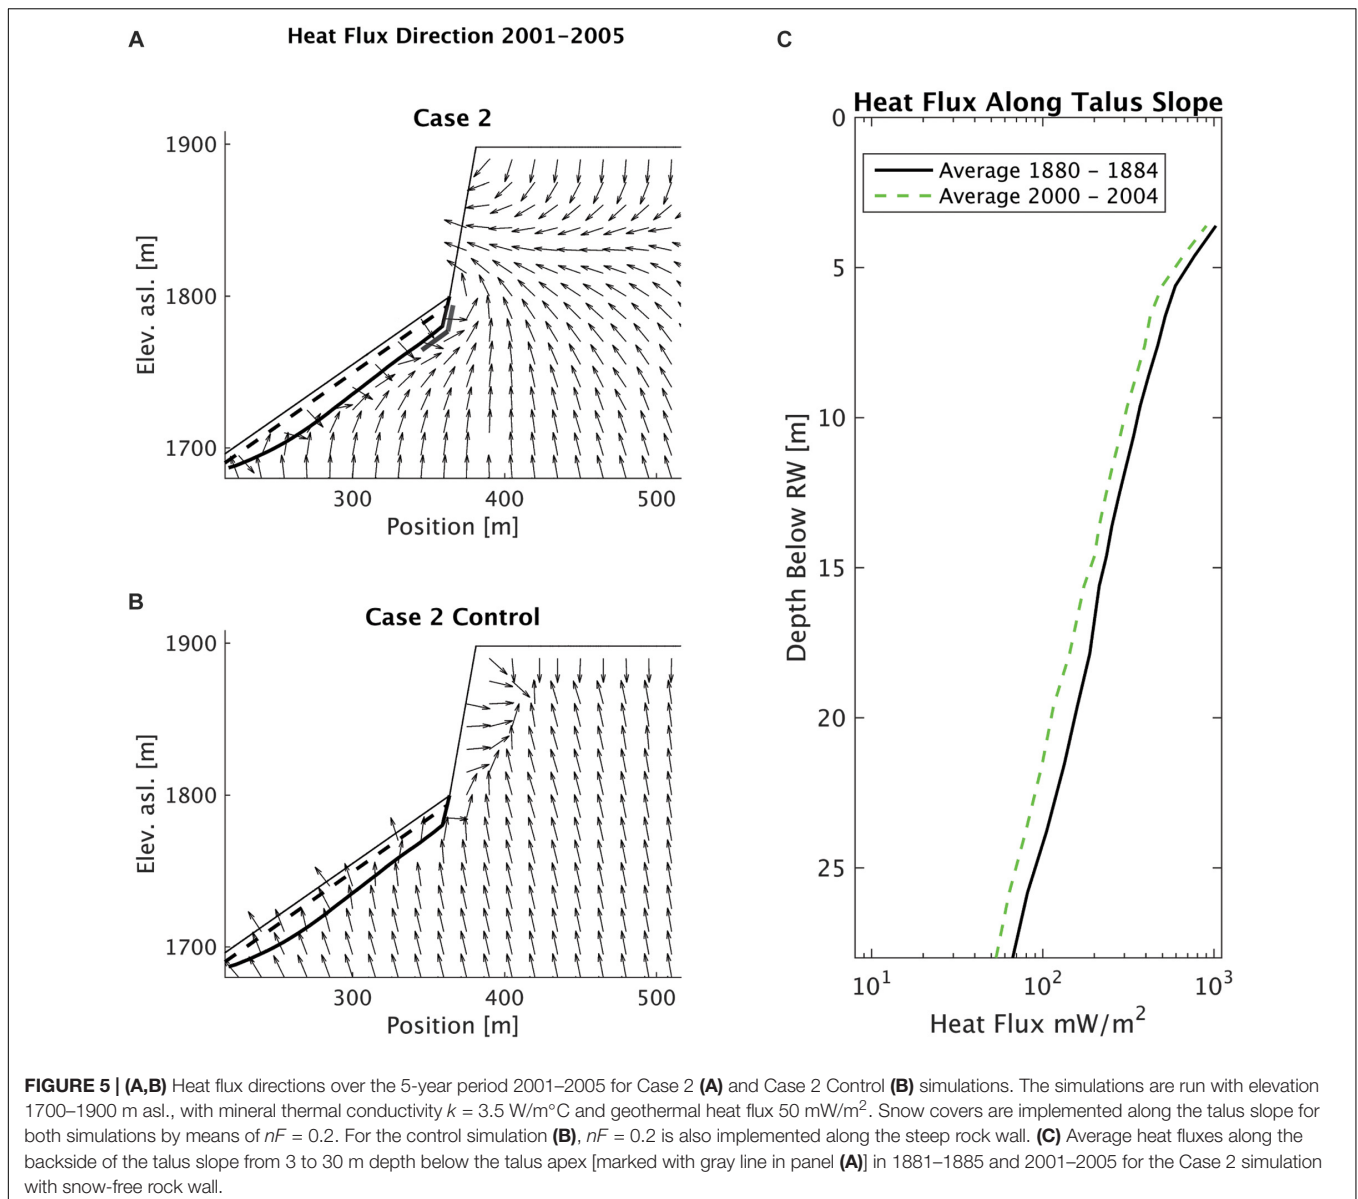 A
Heat Flux Direction 2001–2005
Case 2
1900
1800
1700
Elev. asl. [m]
300
400
500
Position [m]
B
Case 2 Control
1900
1800
1700
Elev. asl. [m]
300
400
500
Position [m]
C
Heat Flux Along Talus Slope
Average 1880 – 1884
Average 2000 – 2004
0
5
10
15
20
25
Depth Below RW [m]
10¹
10²
10³
Heat Flux mW/m²
FIGURE 5 | (A,B) Heat flux directions over the 5-year period 2001–2005 for Case 2 (A) and Case 2 Control (B) simulations. The simulations are run with elevation
1700–1900 m asl., with mineral thermal conductivity k = 3.5 W/m°C and geothermal heat flux 50 mW/m². Snow covers are implemented along the talus slope for
both simulations by means of nF = 0.2. For the control simulation (B), nF = 0.2 is also implemented along the steep rock wall. (C) Average heat fluxes along the
backside of the talus slope from 3 to 30 m depth below the talus apex [marked with gray line in panel (A)] in 1881–1885 and 2001–2005 for the Case 2 simulation
with snow-free rock wall.